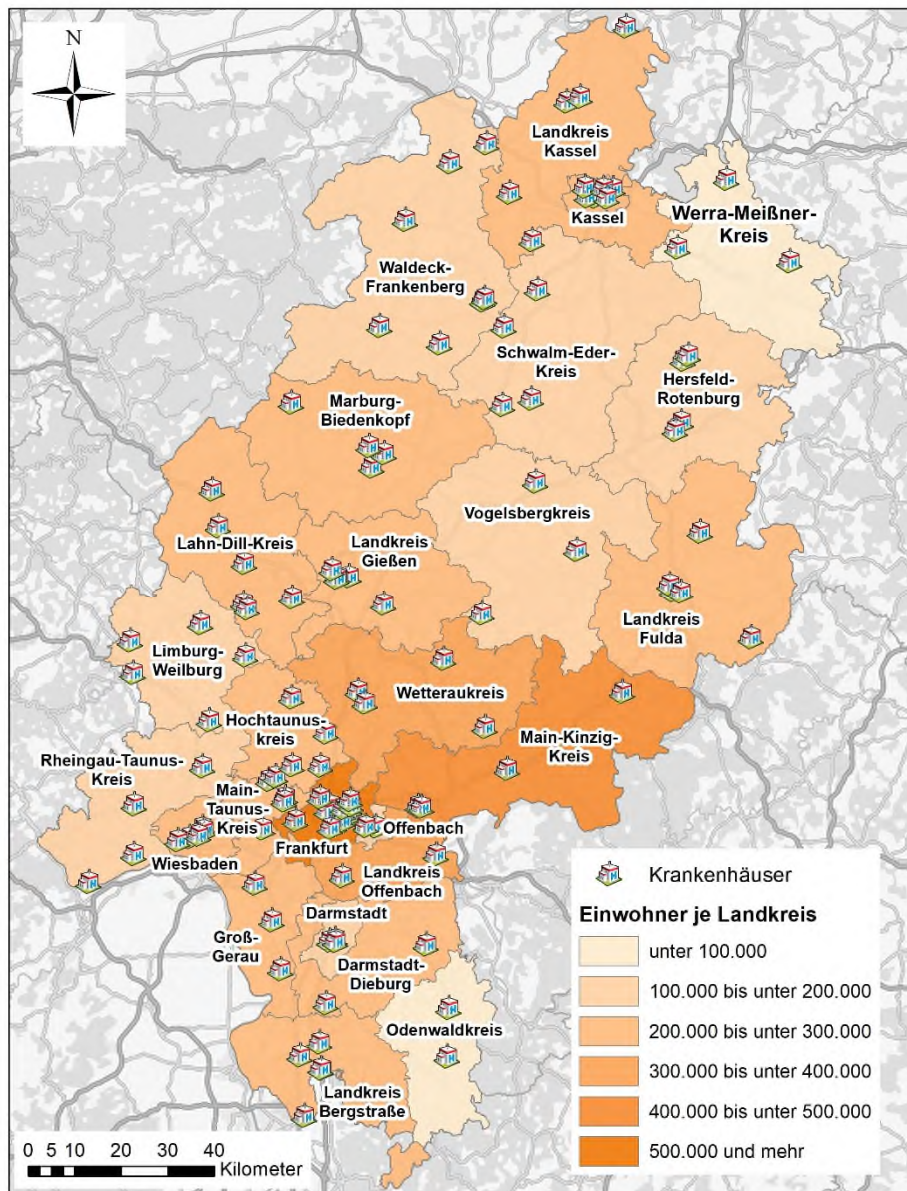 N
Landkreis
Kassel
Kassel
Werra-Meißner-
Kreis
Waldeck-
Frankenberg
Schwalm-Eder-
Kreis
Hersfeld-
Rotenburg
Marburg-
Biedenkopf
Vogelsbergkreis
Lahn-Dill-Kreis
Landkreis
Gießen
Landkreis
Fulda
Limburg-
Weilburg
Wetteraukreis
Hochtaunus-
kreis
Main-Kinzig-
Kreis
Rheingau-Taunus-
Kreis
Main-
Taunus-
Kreis
Offenbach
Wiesbaden
Frankfurt
Landkreis
Offenbach
Darmstadt
Groß-
Gerau
Darmstadt-
Dieburg
Odenwaldkreis
Landkreis
Bergstraße
Krankenhäuser
Einwohner je Landkreis
unter 100.000
100.000 bis unter 200.000
200.000 bis unter 300.000
300.000 bis unter 400.000
400.000 bis unter 500.000
500.000 und mehr
0 5 10 20 30 40
Kilometer